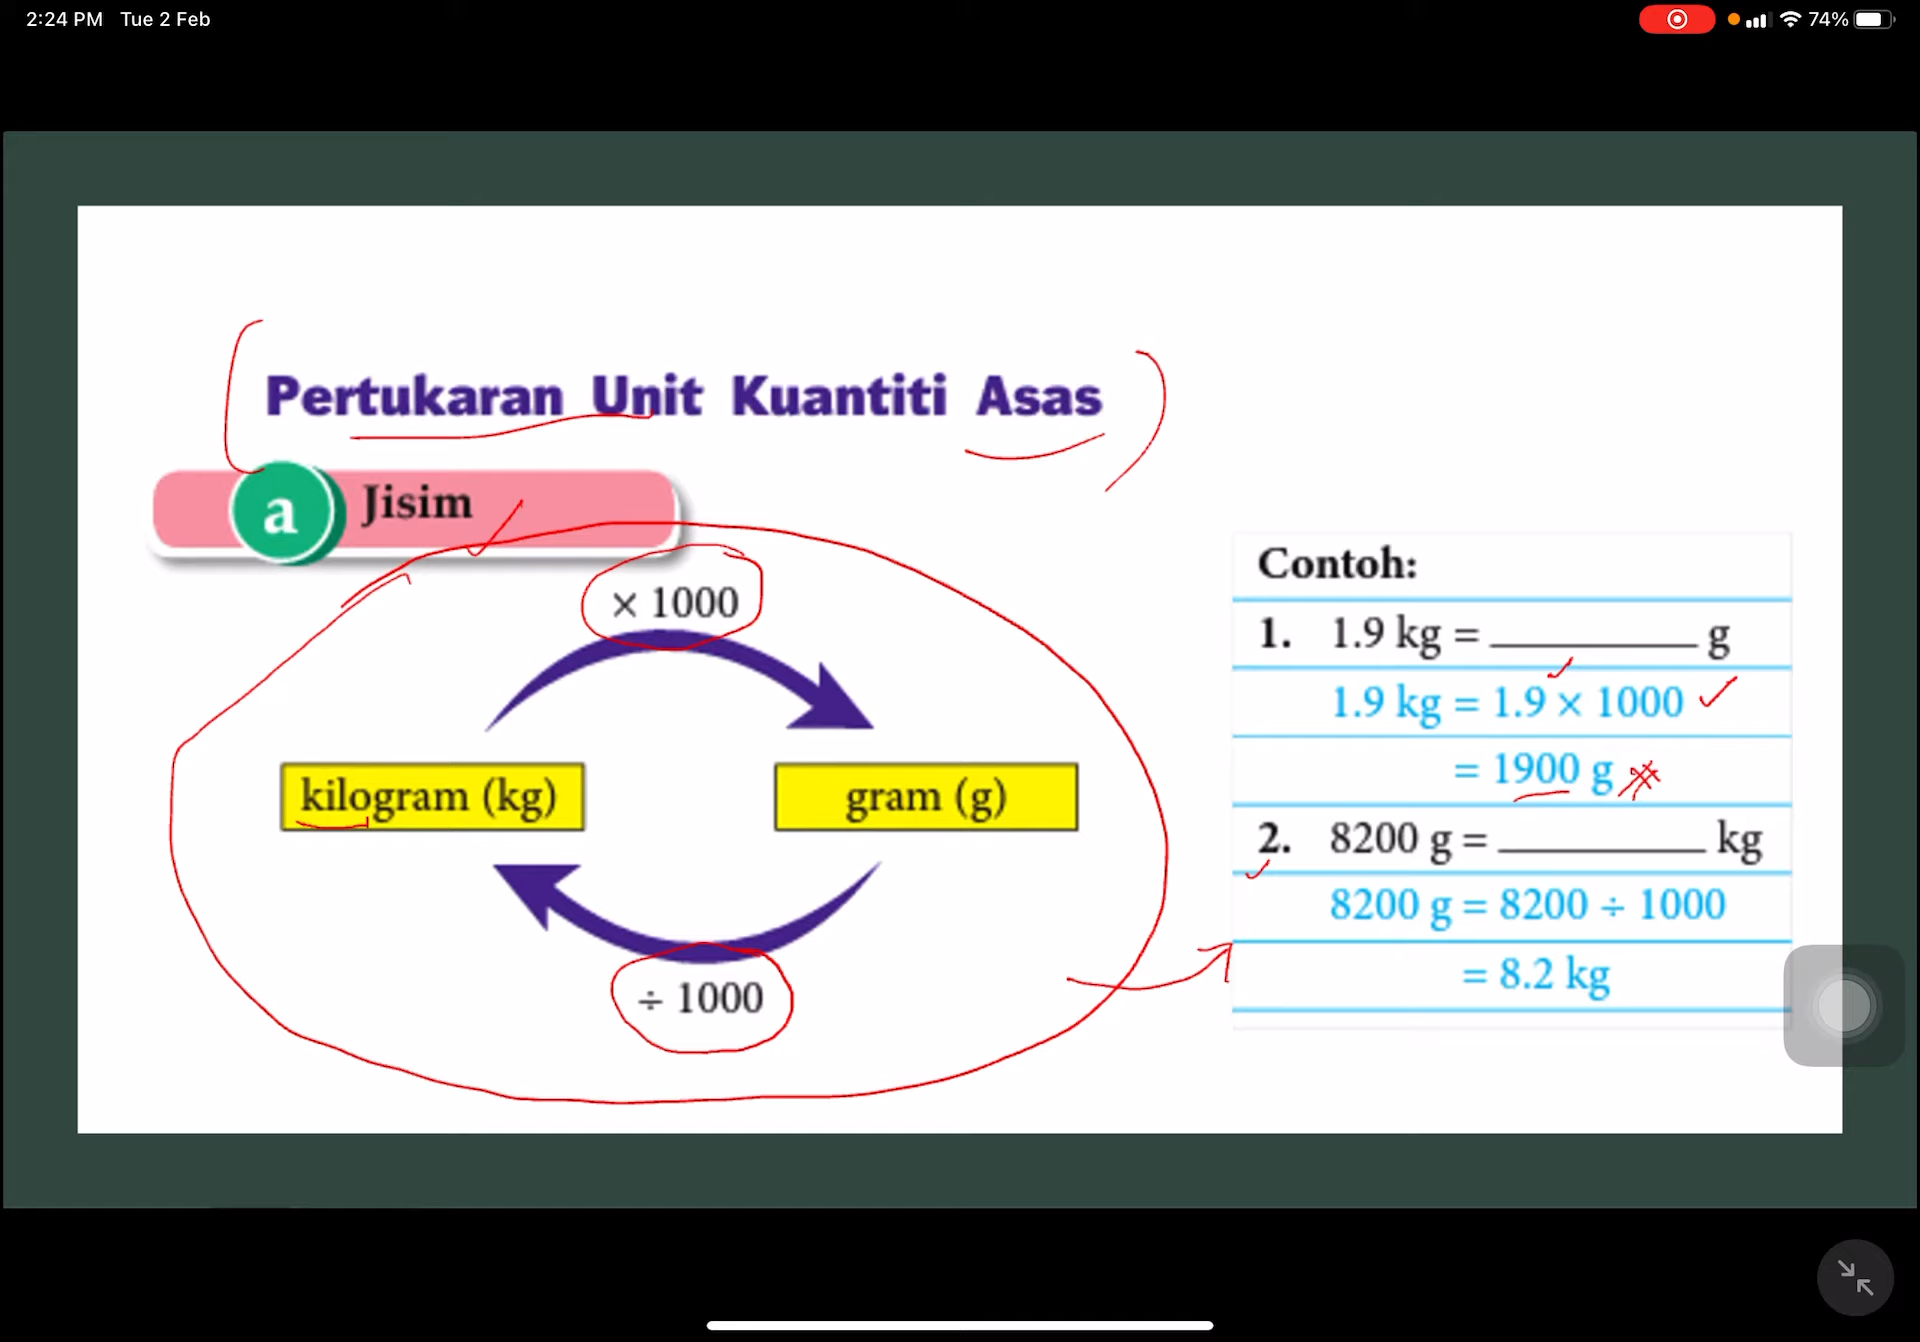 2:24 PM Tue 2 Feb
74%
Pertukaran Unit Kuantiti Asas
a Jisim
× 1000
kilogram (kg)
gram (g)
÷ 1000
Contoh:
1. 1.9 kg = __________ g
1.9 kg = 1.9 × 1000
= 1900 g
2. 8200 g = __________ kg
8200 g = 8200 ÷ 1000
= 8.2 kg